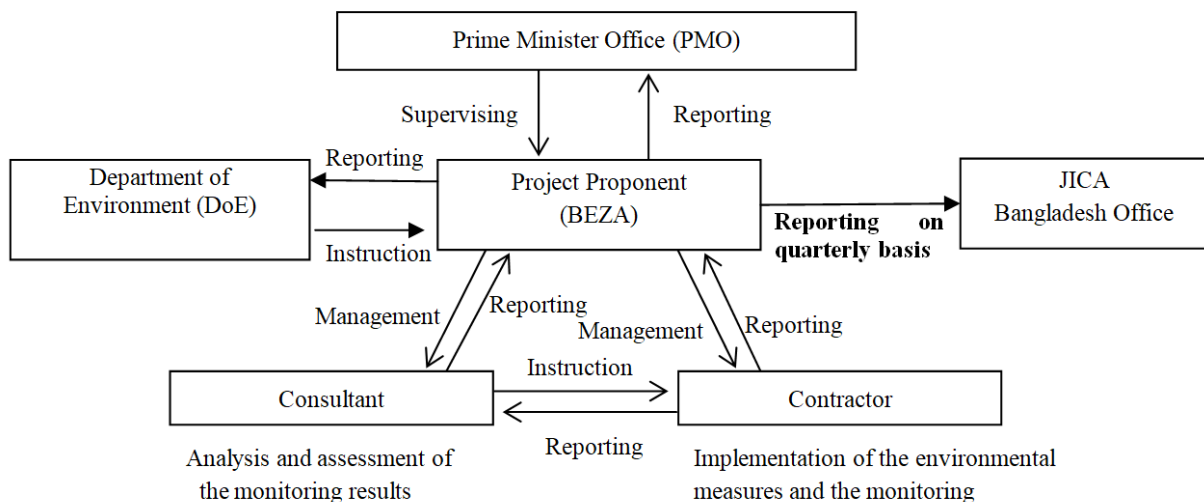 Prime Minister Office (PMO)
Supervising
Reporting
Reporting
Department of
Environment (DoE)
Project Proponent
(BEZA)
JICA
Bangladesh Office
Instruction
Reporting on
quarterly basis
Management
Reporting
Management
Reporting
Instruction
Consultant
Contractor
Reporting
Analysis and assessment of
the monitoring results
Implementation of the environmental
measures and the monitoring